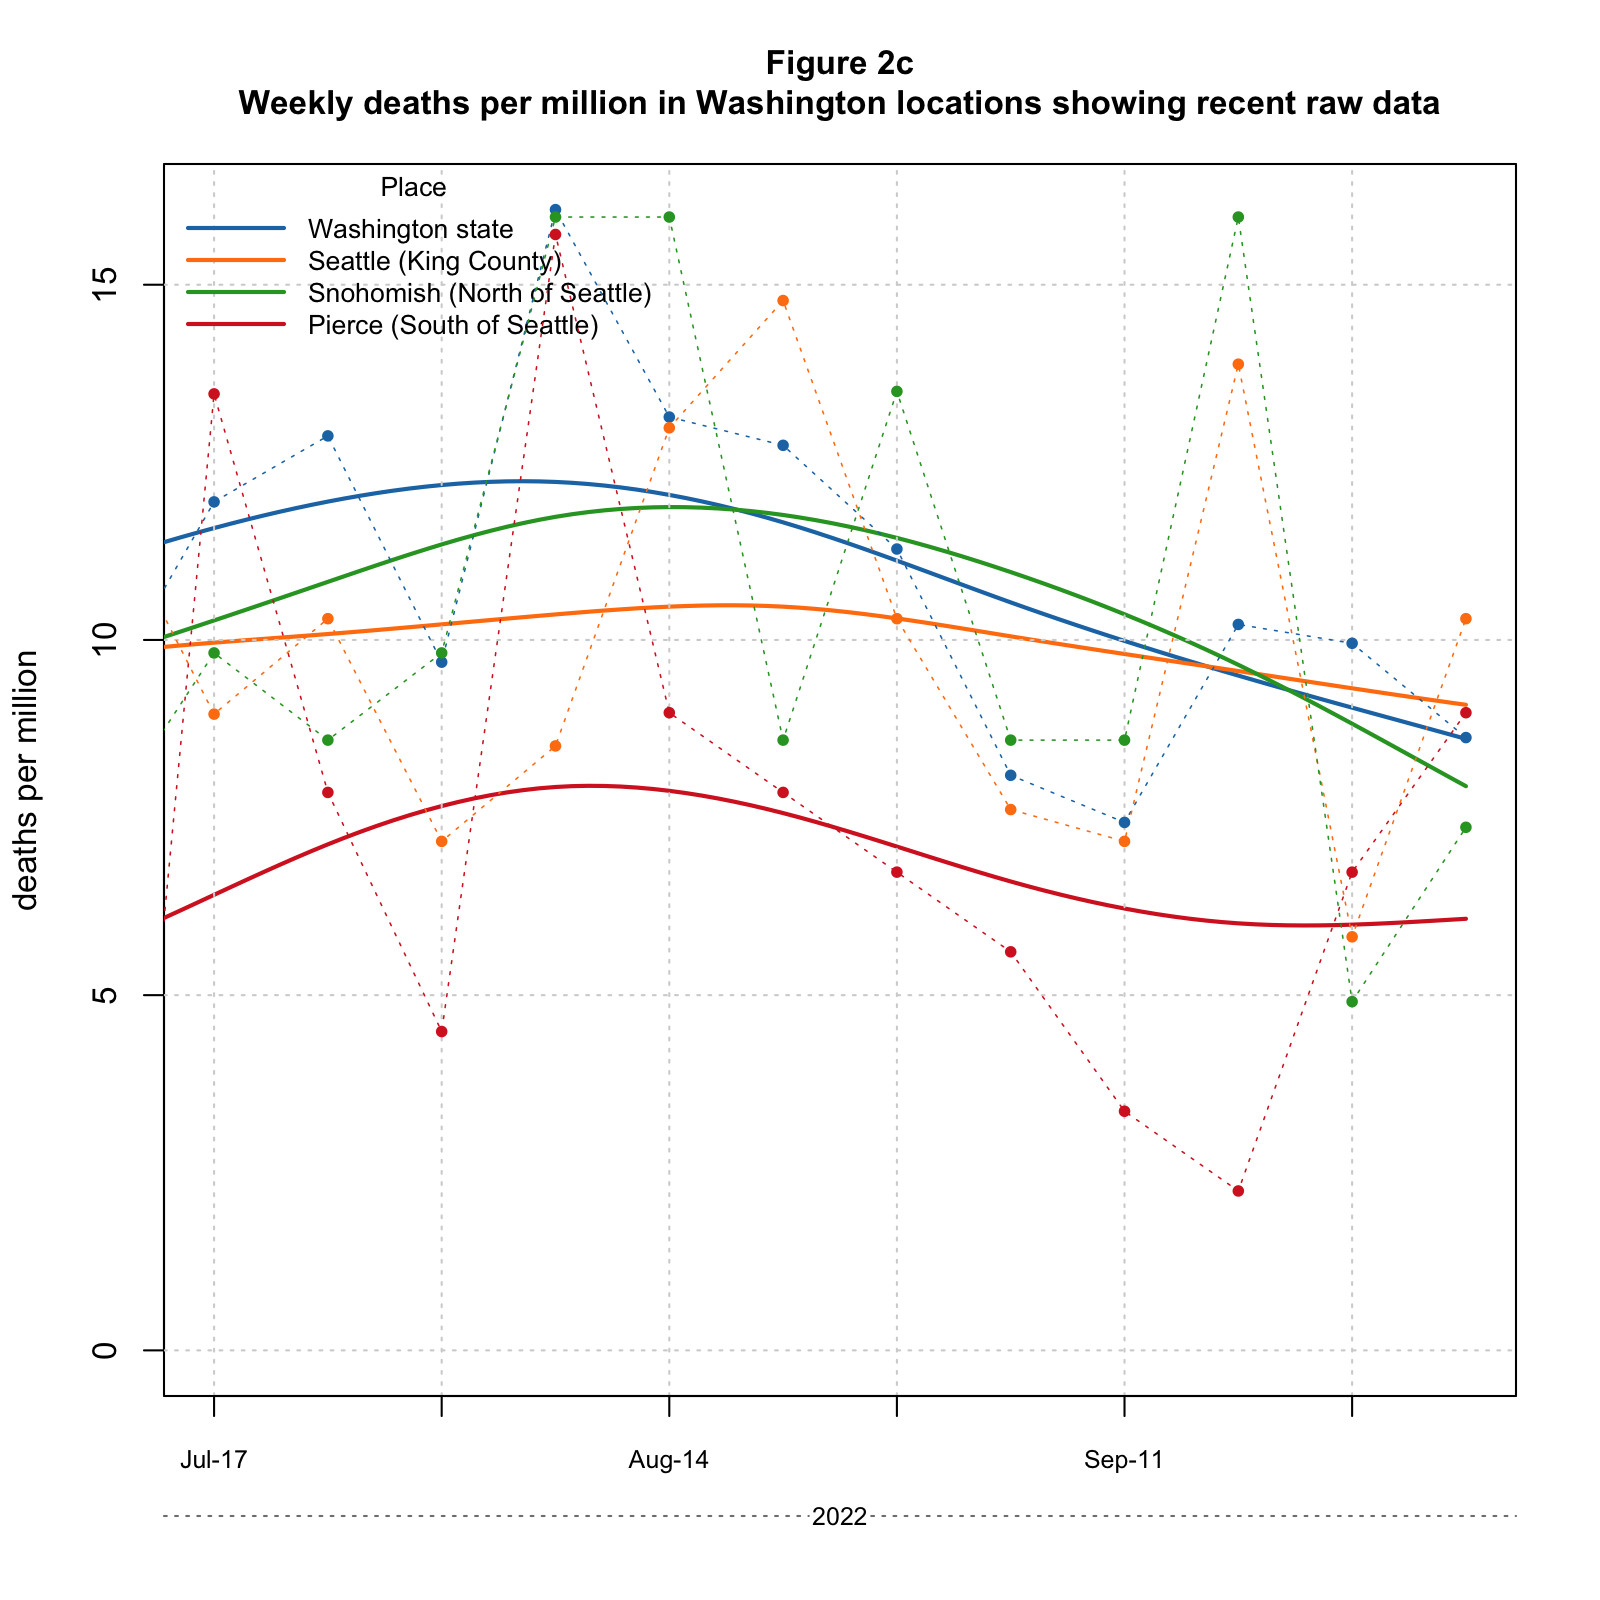 Figure 2c
Weekly deaths per million in Washington locations showing recent raw data
Place
Washington state
Seattle (King County)
Snohomish (North of Seattle)
Pierce (South of Seattle)
deaths per million
15
10
5
0
Jul-17
Aug-14
Sep-11
2022